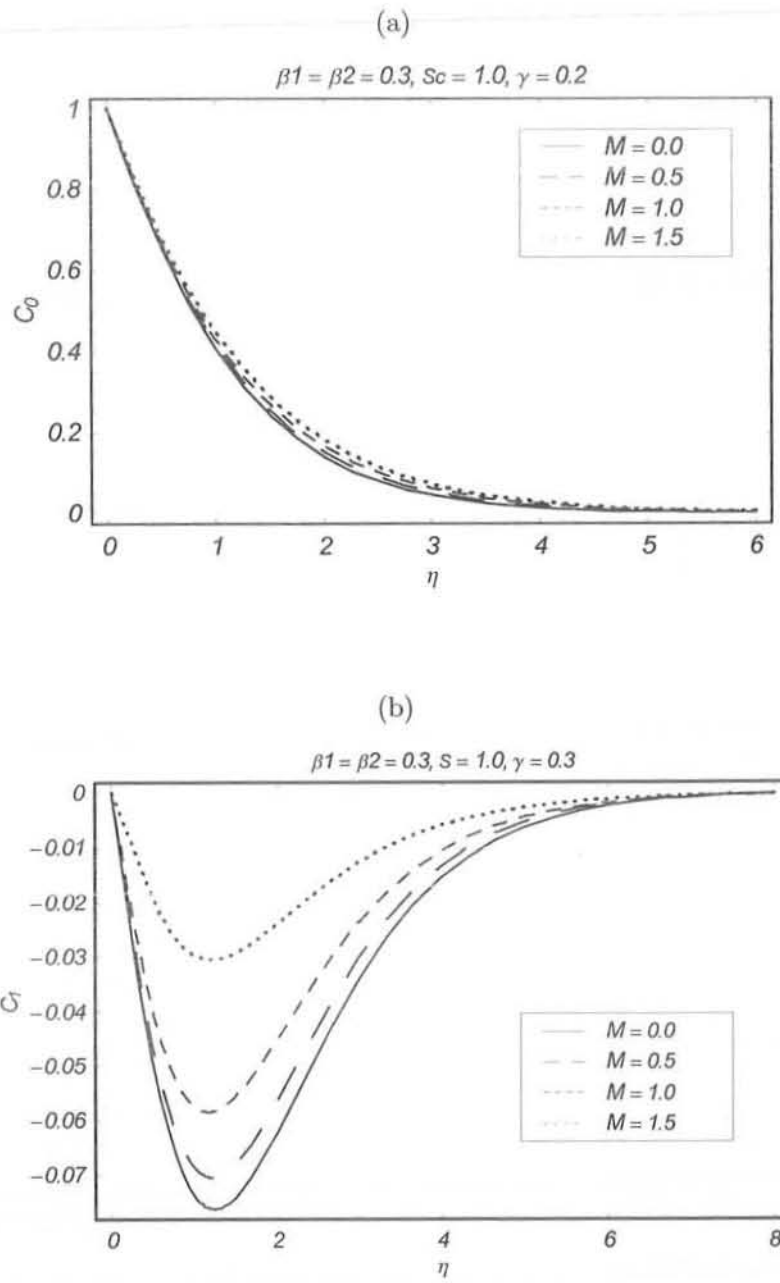 (a)
β1 = β2 = 0.3, Sc = 1.0, γ = 0.2
1
0.8
0.6
0.4
0.2
0
C0
M = 0.0
M = 0.5
M = 1.0
M = 1.5
0 1 2 3 4 5 6
η
(b)
β1 = β2 = 0.3, S = 1.0, γ = 0.3
0
−0.01
−0.02
−0.03
−0.04
−0.05
−0.06
−0.07
C1
M = 0.0
M = 0.5
M = 1.0
M = 1.5
0 2 4 6 8
η